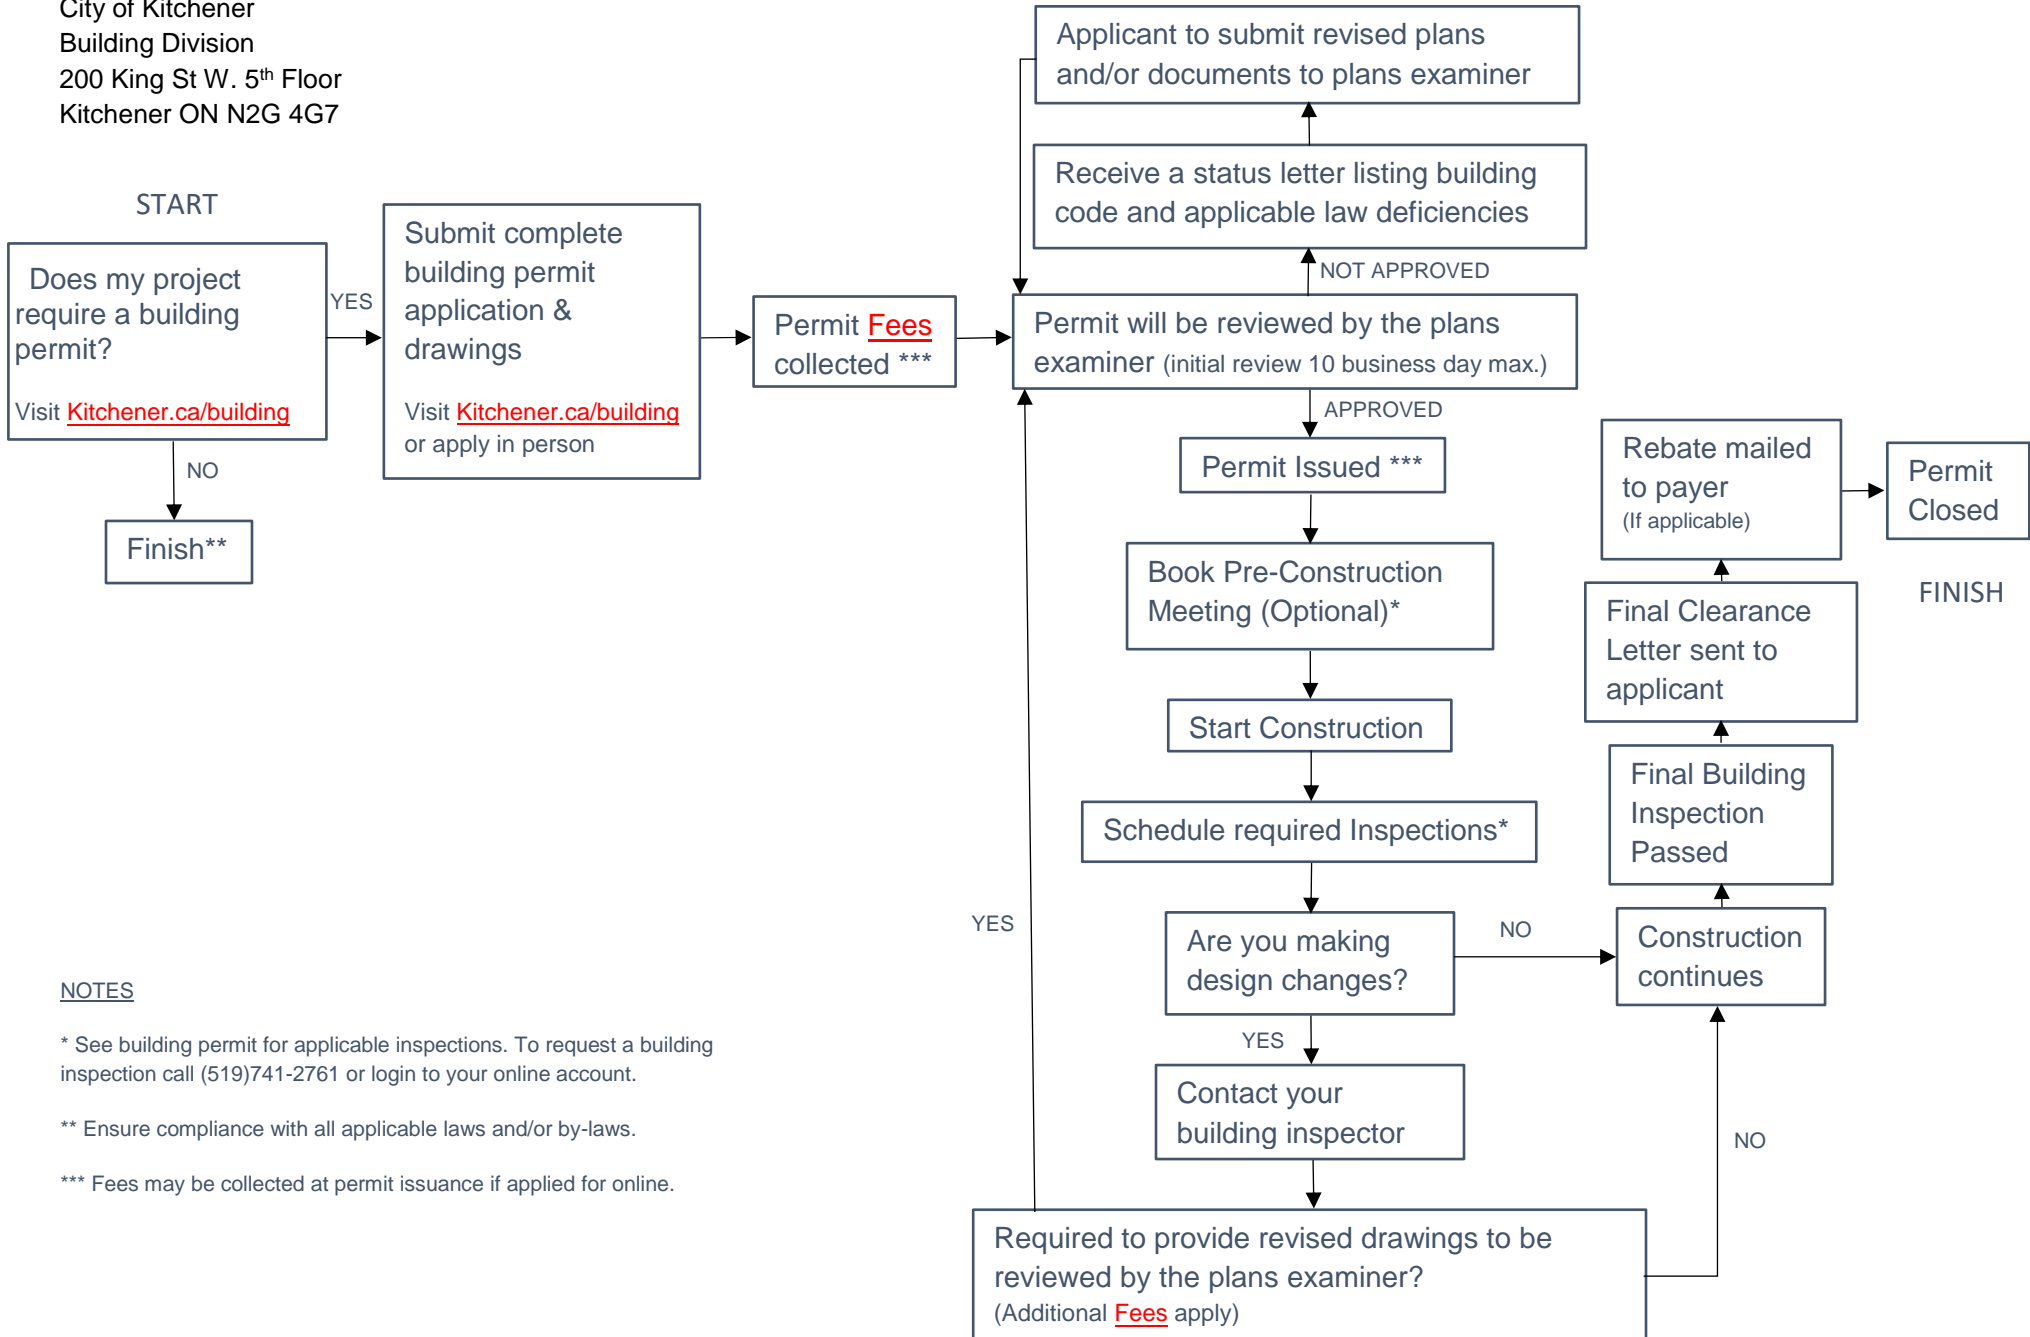 City of Kitchener
Building Division
200 King St W. 5th Floor
Kitchener ON N2G 4G7
START
Does my project
require a building
permit?
Visit Kitchener.ca/building
YES
NO
Finish**
Submit complete
building permit
application &
drawings
Visit Kitchener.ca/building
or apply in person
Permit Fees
collected ***
Applicant to submit revised plans
and/or documents to plans examiner
Receive a status letter listing building
code and applicable law deficiencies
NOT APPROVED
Permit will be reviewed by the plans
examiner (initial review 10 business day max.)
APPROVED
Permit Issued ***
Book Pre-Construction
Meeting (Optional)*
Start Construction
Schedule required Inspections*
Are you making
design changes?
NO
YES
Contact your
building inspector
Required to provide revised drawings to be
reviewed by the plans examiner?
(Additional Fees apply)
YES
NO
Construction
continues
Final Building
Inspection
Passed
Final Clearance
Letter sent to
applicant
Rebate mailed
to payer
(If applicable)
Permit
Closed
FINISH
NOTES
* See building permit for applicable inspections. To request a building
inspection call (519)741-2761 or login to your online account.
** Ensure compliance with all applicable laws and/or by-laws.
*** Fees may be collected at permit issuance if applied for online.